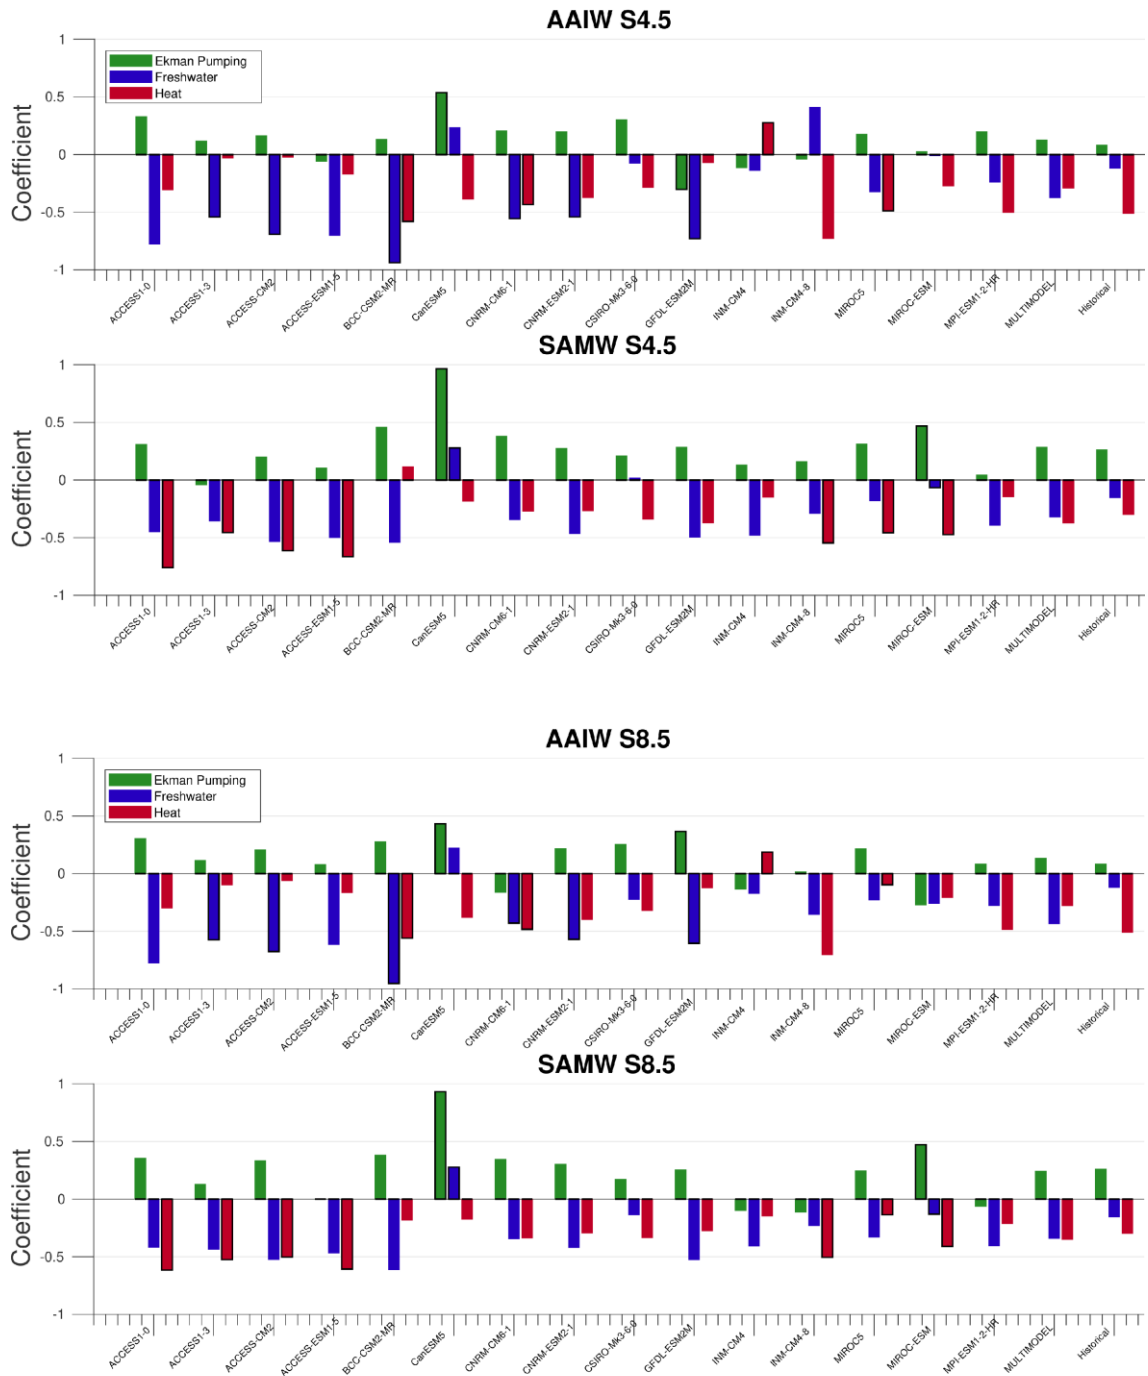 AAIW S4.5
1
0.5
0
-0.5
-1
Coefficient
Ekman Pumping
Freshwater
Heat
ACCESS1-0
ACCESS1-3
ACCESS-CM2
ACCESS-ESM1-5
BCC-CSM2-MR
CanESM5
CNRM-CM6-1
CNRM-ESM2-1
CSIRO-Mk3-6-0
GFDL-ESM2M
INM-CM4
INM-CM4-8
MIROC5
MIROC-ESM
MPI-ESM1-2-HR
MULTIMODEL
Historical
SAMW S4.5
1
0.5
0
-0.5
-1
Coefficient
ACCESS1-0
ACCESS1-3
ACCESS-CM2
ACCESS-ESM1-5
BCC-CSM2-MR
CanESM5
CNRM-CM6-1
CNRM-ESM2-1
CSIRO-Mk3-6-0
GFDL-ESM2M
INM-CM4
INM-CM4-8
MIROC5
MIROC-ESM
MPI-ESM1-2-HR
MULTIMODEL
Historical
AAIW S8.5
1
0.5
0
-0.5
-1
Coefficient
Ekman Pumping
Freshwater
Heat
ACCESS1-0
ACCESS1-3
ACCESS-CM2
ACCESS-ESM1-5
BCC-CSM2-MR
CanESM5
CNRM-CM6-1
CNRM-ESM2-1
CSIRO-Mk3-6-0
GFDL-ESM2M
INM-CM4
INM-CM4-8
MIROC5
MIROC-ESM
MPI-ESM1-2-HR
MULTIMODEL
Historical
SAMW S8.5
1
0.5
0
-0.5
-1
Coefficient
ACCESS1-0
ACCESS1-3
ACCESS-CM2
ACCESS-ESM1-5
BCC-CSM2-MR
CanESM5
CNRM-CM6-1
CNRM-ESM2-1
CSIRO-Mk3-6-0
GFDL-ESM2M
INM-CM4
INM-CM4-8
MIROC5
MIROC-ESM
MPI-ESM1-2-HR
MULTIMODEL
Historical